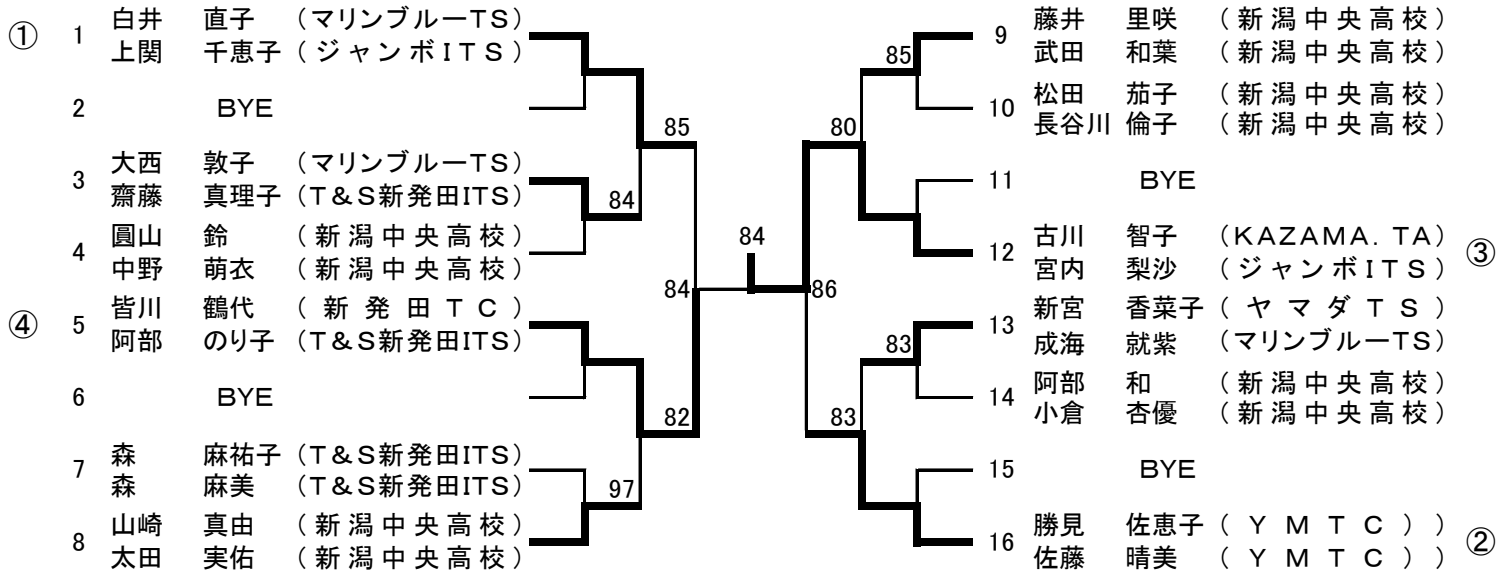 ① 1 白井 直子 (マリンブルーTS)
上関 千恵子 (ジャンボITS)
2 BYE
85
3 大西 敦子 (マリンブルーTS)
齋藤 真理子 (T&S新発田ITS)
84
4 圓山 鈴 (新潟中央高校)
中野 萌衣 (新潟中央高校)
84
④ 5 皆川 鶴代 (新発田TC)
阿部 のり子 (T&S新発田ITS)
6 BYE
82
7 森 麻祐子 (T&S新発田ITS)
森 麻美 (T&S新発田ITS)
97
8 山崎 真由 (新潟中央高校)
太田 実佑 (新潟中央高校)
84
9 藤井 里咲 (新潟中央高校)
武田 和葉 (新潟中央高校)
85
10 松田 茄子 (新潟中央高校)
長谷川 倫子 (新潟中央高校)
80
11 BYE
12 古川 智子 (KAZAMA.TA) ③
宮内 梨沙 (ジャンボITS)
86
13 新宮 香菜子 (ヤマダTS)
成海 就紫 (マリンブルーTS)
83
14 阿部 和 (新潟中央高校)
小倉 杏優 (新潟中央高校)
83
15 BYE
16 勝見 佐恵子 (YMTC)) ②
佐藤 晴美 (YMTC))